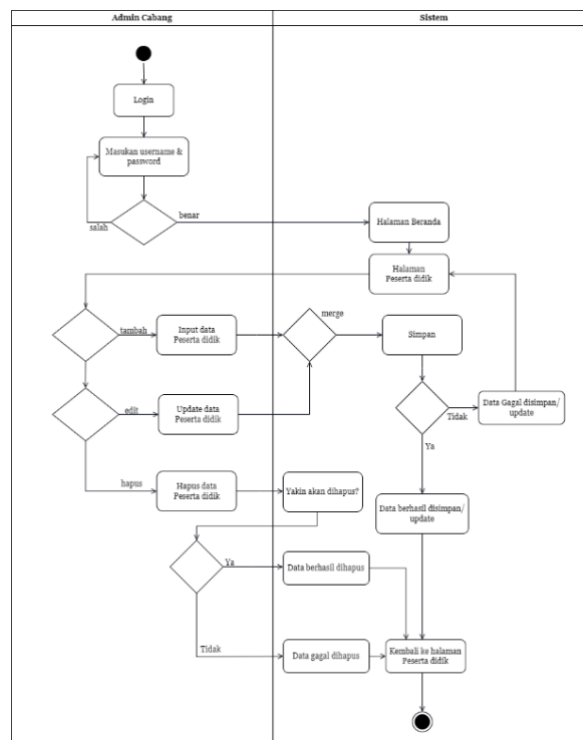 Admin Cabang
Sistem
Login
Masukan username &
password
salah
benar
Halaman Beranda
Halaman
Peserta didik
tambah
Input data
Peserta didik
merge
Simpan
edit
Update data
Peserta didik
Tidak
Data Gagal disimpan/
update
Ya
hapus
Hapus data
Peserta didik
Yakin akan dihapus?
Data berhasil disimpan/
update
Ya
Data berhasil dihapus
Tidak
Data gagal dihapus
Kembali ke halaman
Peserta didik